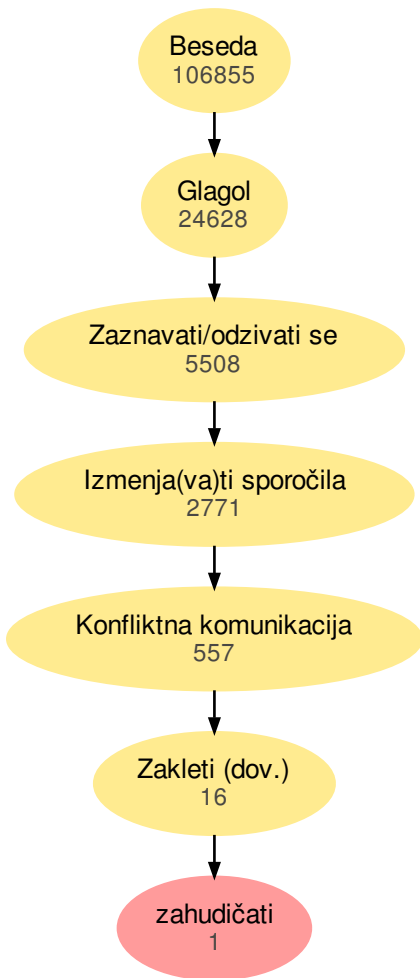 Beseda
106855
Glagol
24628
Zaznavati/odzivati se
5508
Izmenja(va)ti sporočila
2771
Konfliktna komunikacija
557
Zakleti (dov.)
16
zahudičati
1